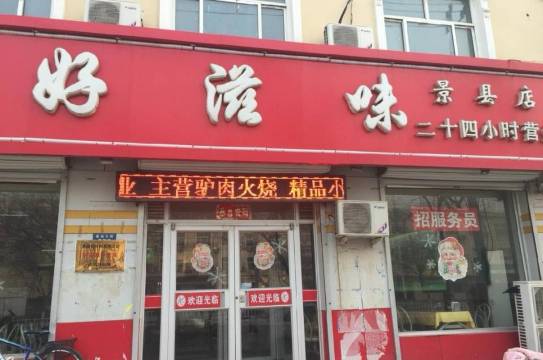 好滋味
景县店
二十四小时营
业 主营驴肉火烧 精品小
招服务员
欢迎光临
欢迎光临